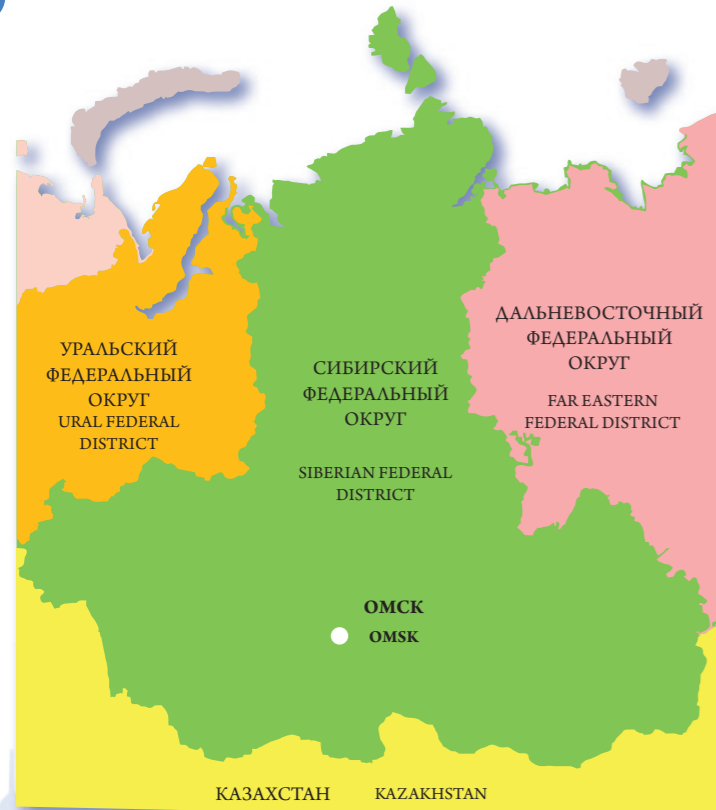 УРАЛЬСКИЙ
ФЕДЕРАЛЬНЫЙ
ОКРУГ
URAL FEDERAL
DISTRICT
СИБИРСКИЙ
ФЕДЕРАЛЬНЫЙ
ОКРУГ
SIBERIAN FEDERAL
DISTRICT
ДАЛЬНЕВОСТОЧНЫЙ
ФЕДЕРАЛЬНЫЙ
ОКРУГ
FAR EASTERN
FEDERAL DISTRICT
ОМСК
OMSK
КАЗАХСТАН KAZAKHSTAN